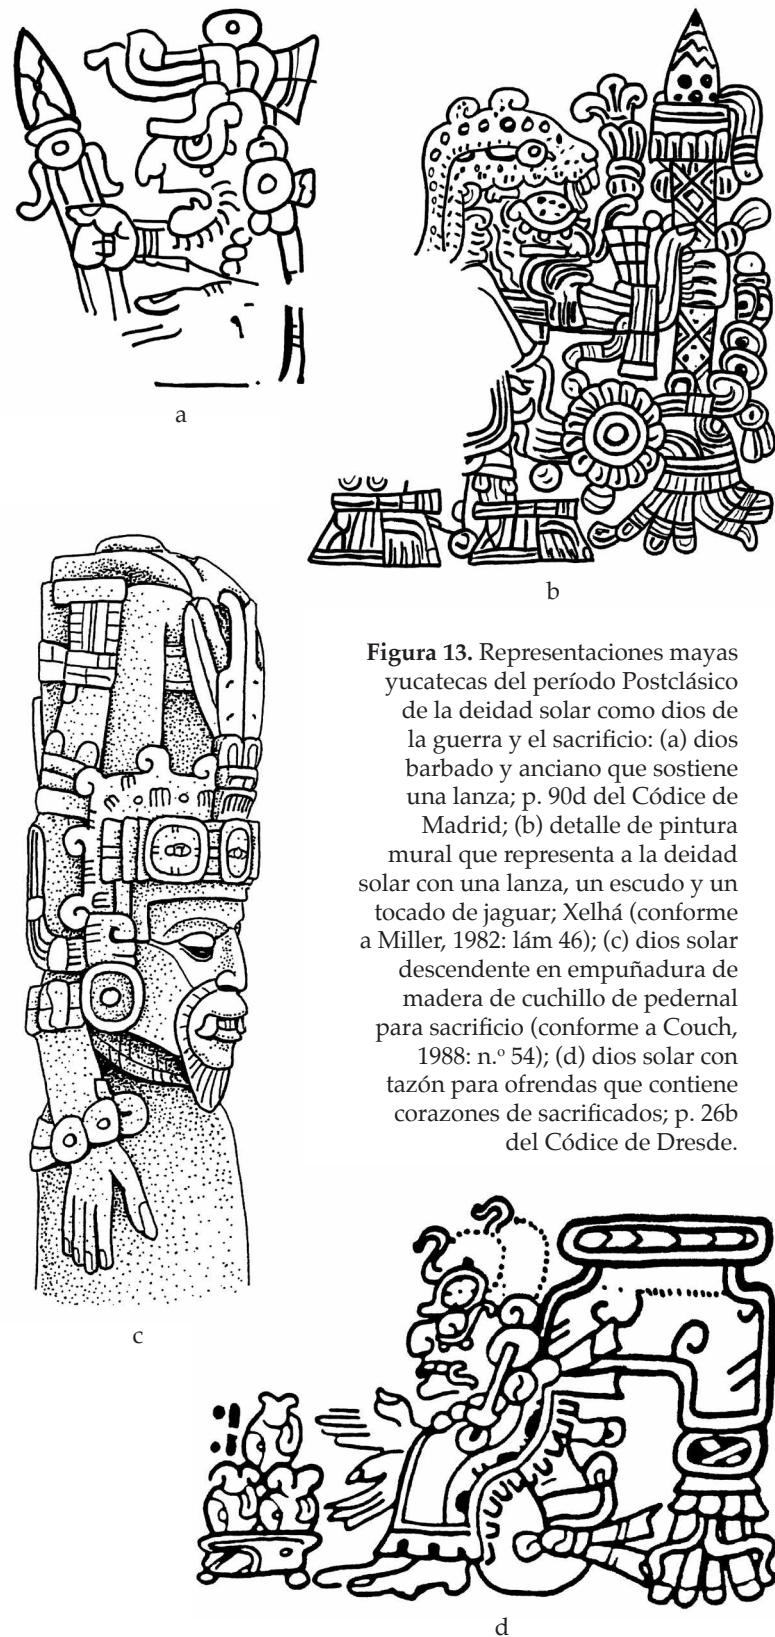 a
b
Figura 13. Representaciones mayas
yucatecas del período Postclásico
de la deidad solar como dios de
la guerra y el sacrificio: (a) dios
barbado y anciano que sostiene
una lanza; p. 90d del Códice de
Madrid; (b) detalle de pintura
mural que representa a la deidad
solar con una lanza, un escudo y un
tocado de jaguar; Xelhá (conforme
a Miller, 1982: lám 46); (c) dios solar
descendente en empuñadura de
madera de cuchillo de pedernal
para sacrificio (conforme a Couch,
1988: n.º 54); (d) dios solar con
tazón para ofrendas que contiene
corazones de sacrificados; p. 26b
del Códice de Dresde.
c
d